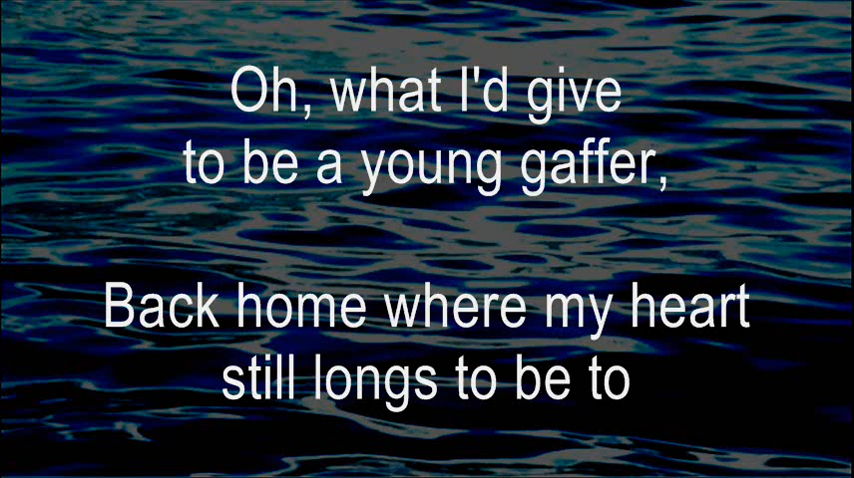 Oh, what I'd give
to be a young gaffer,
Back home where my heart
still longs to be to